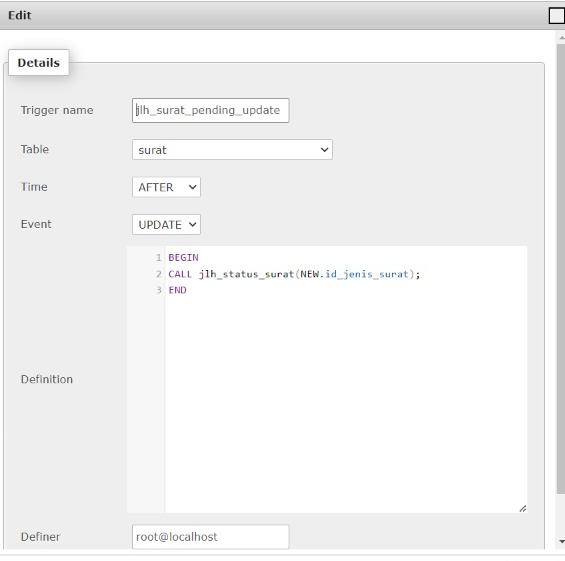 Edit
Details
Trigger name jlh_surat_pending_update
Table surat
Time AFTER
Event UPDATE
1 BEGIN
2 CALL jlh_status_surat(NEW.id_jenis_surat);
3 END
Definition
Definer root@localhost